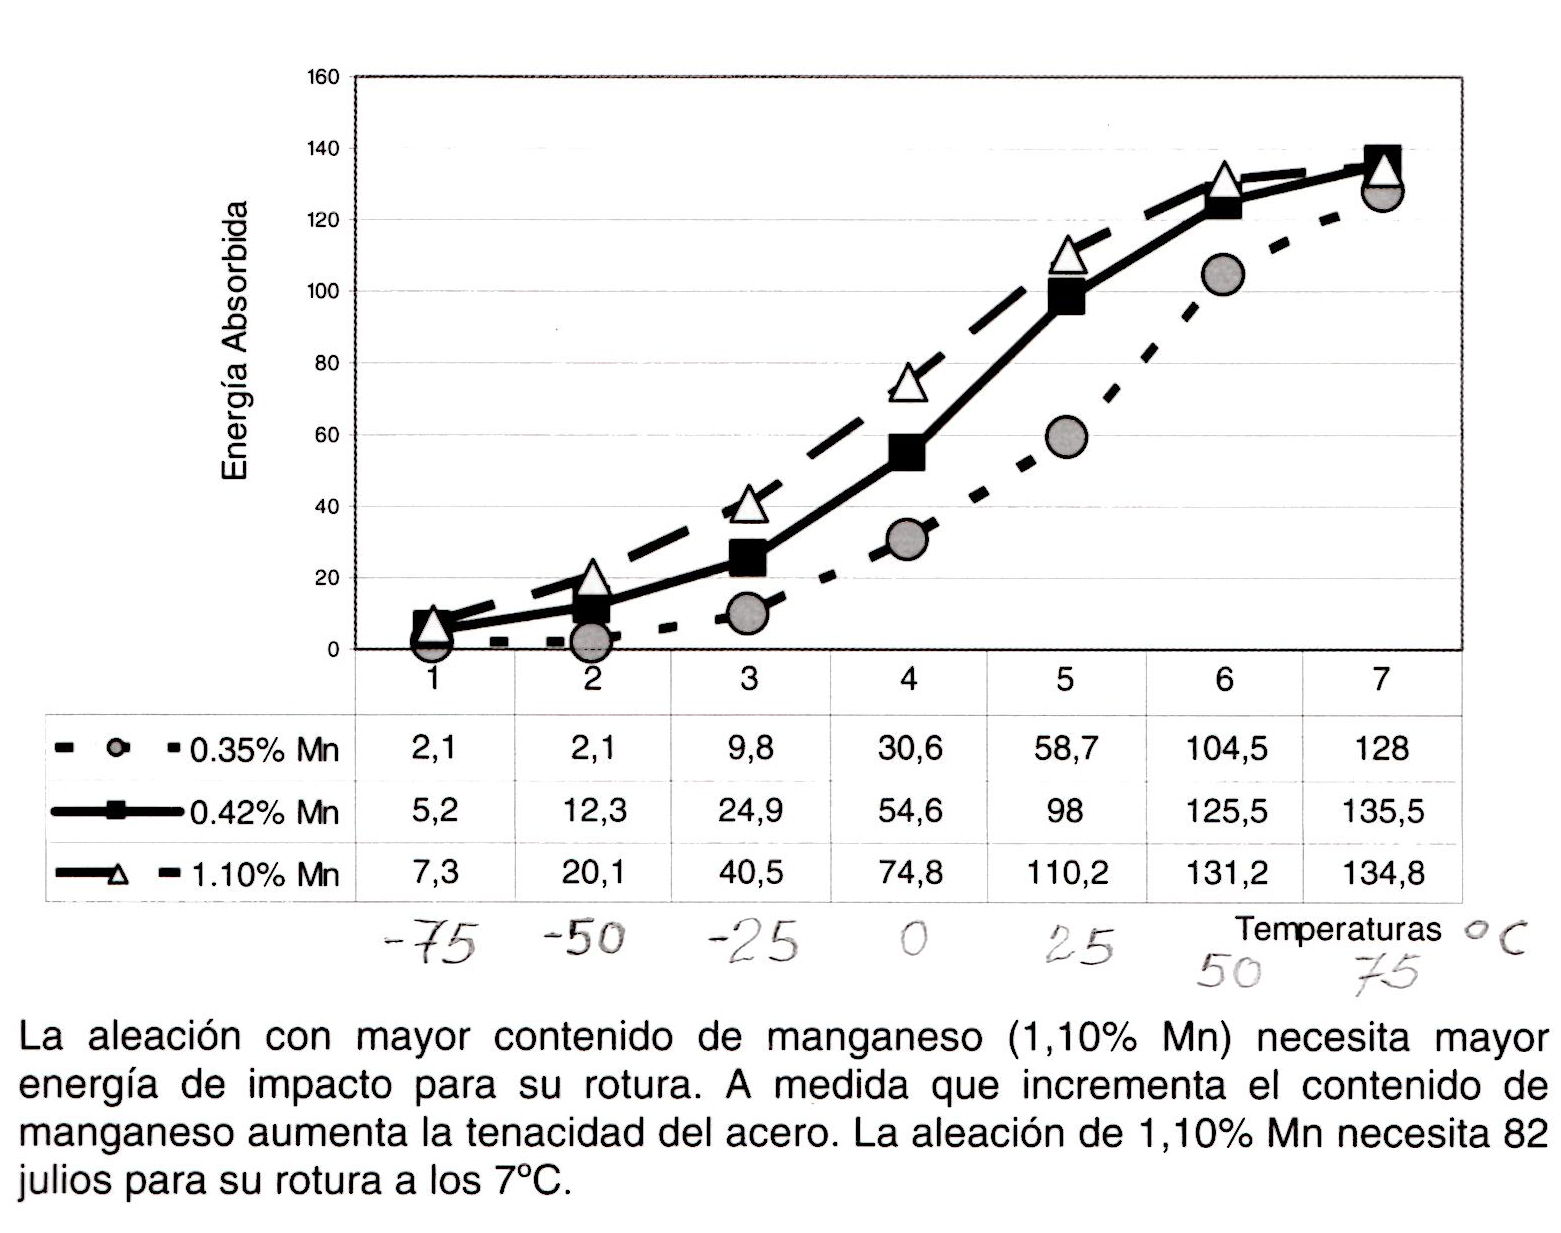 160
140
120
100
80
60
40
20
0
Energía Absorbida
1 2 3 4 5 6 7
0.35% Mn 2,1 2,1 9,8 30,6 58,7 104,5 128
0.42% Mn 5,2 12,3 24,9 54,6 98 125,5 135,5
1.10% Mn 7,3 20,1 40,5 74,8 110,2 131,2 134,8
Temperaturas °C
-75 -50 -25 0 25 50 75
La aleación con mayor contenido de manganeso (1,10% Mn) necesita mayor
energía de impacto para su rotura. A medida que incrementa el contenido de
manganeso aumenta la tenacidad del acero. La aleación de 1,10% Mn necesita 82
julios para su rotura a los 7ºC.